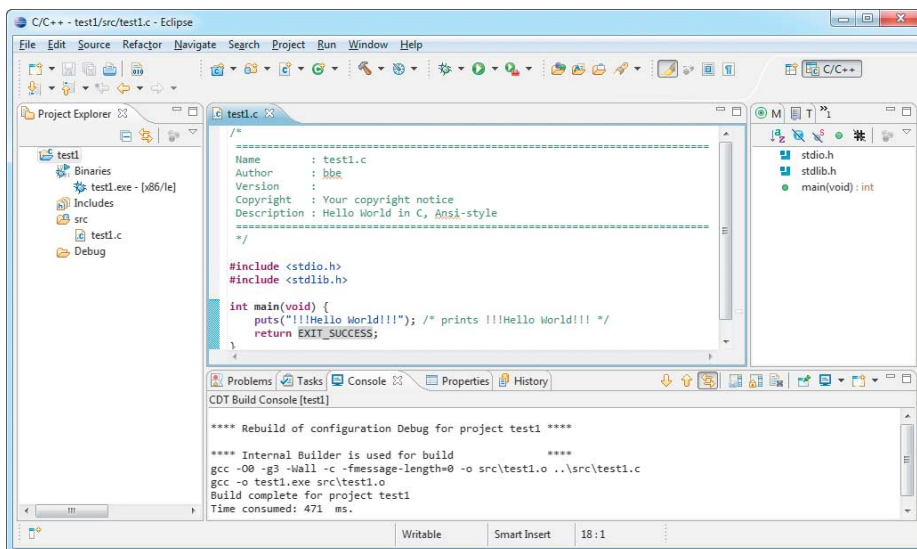 C/C++ - test1/src/test1.c - Eclipse
File Edit Source Refactor Navigate Search Project Run Window Help
C/C++
Project Explorer
test1
Binaries
test1.exe - [x86/le]
Includes
src
test1.c
Debug
test1.c
/*
============================================================================
Name        : test1.c
Author      : bbe
Version     :
Copyright   : Your copyright notice
Description : Hello World in C, Ansi-style
============================================================================
*/
#include <stdio.h>
#include <stdlib.h>
int main(void) {
puts("!!!Hello World!!!"); /* prints !!!Hello World!!! */
return EXIT_SUCCESS;
}
M T »1
stdio.h
stdlib.h
main(void) : int
Problems Tasks Console Properties History
CDT Build Console [test1]
**** Rebuild of configuration Debug for project test1 ****
**** Internal Builder is used for build               ****
gcc -O0 -g3 -Wall -c -fmessage-length=0 -o src\test1.o ..\src\test1.c
gcc -o test1.exe src\test1.o
Build complete for project test1
Time consumed: 471  ms.
Writable Smart Insert 18 : 1